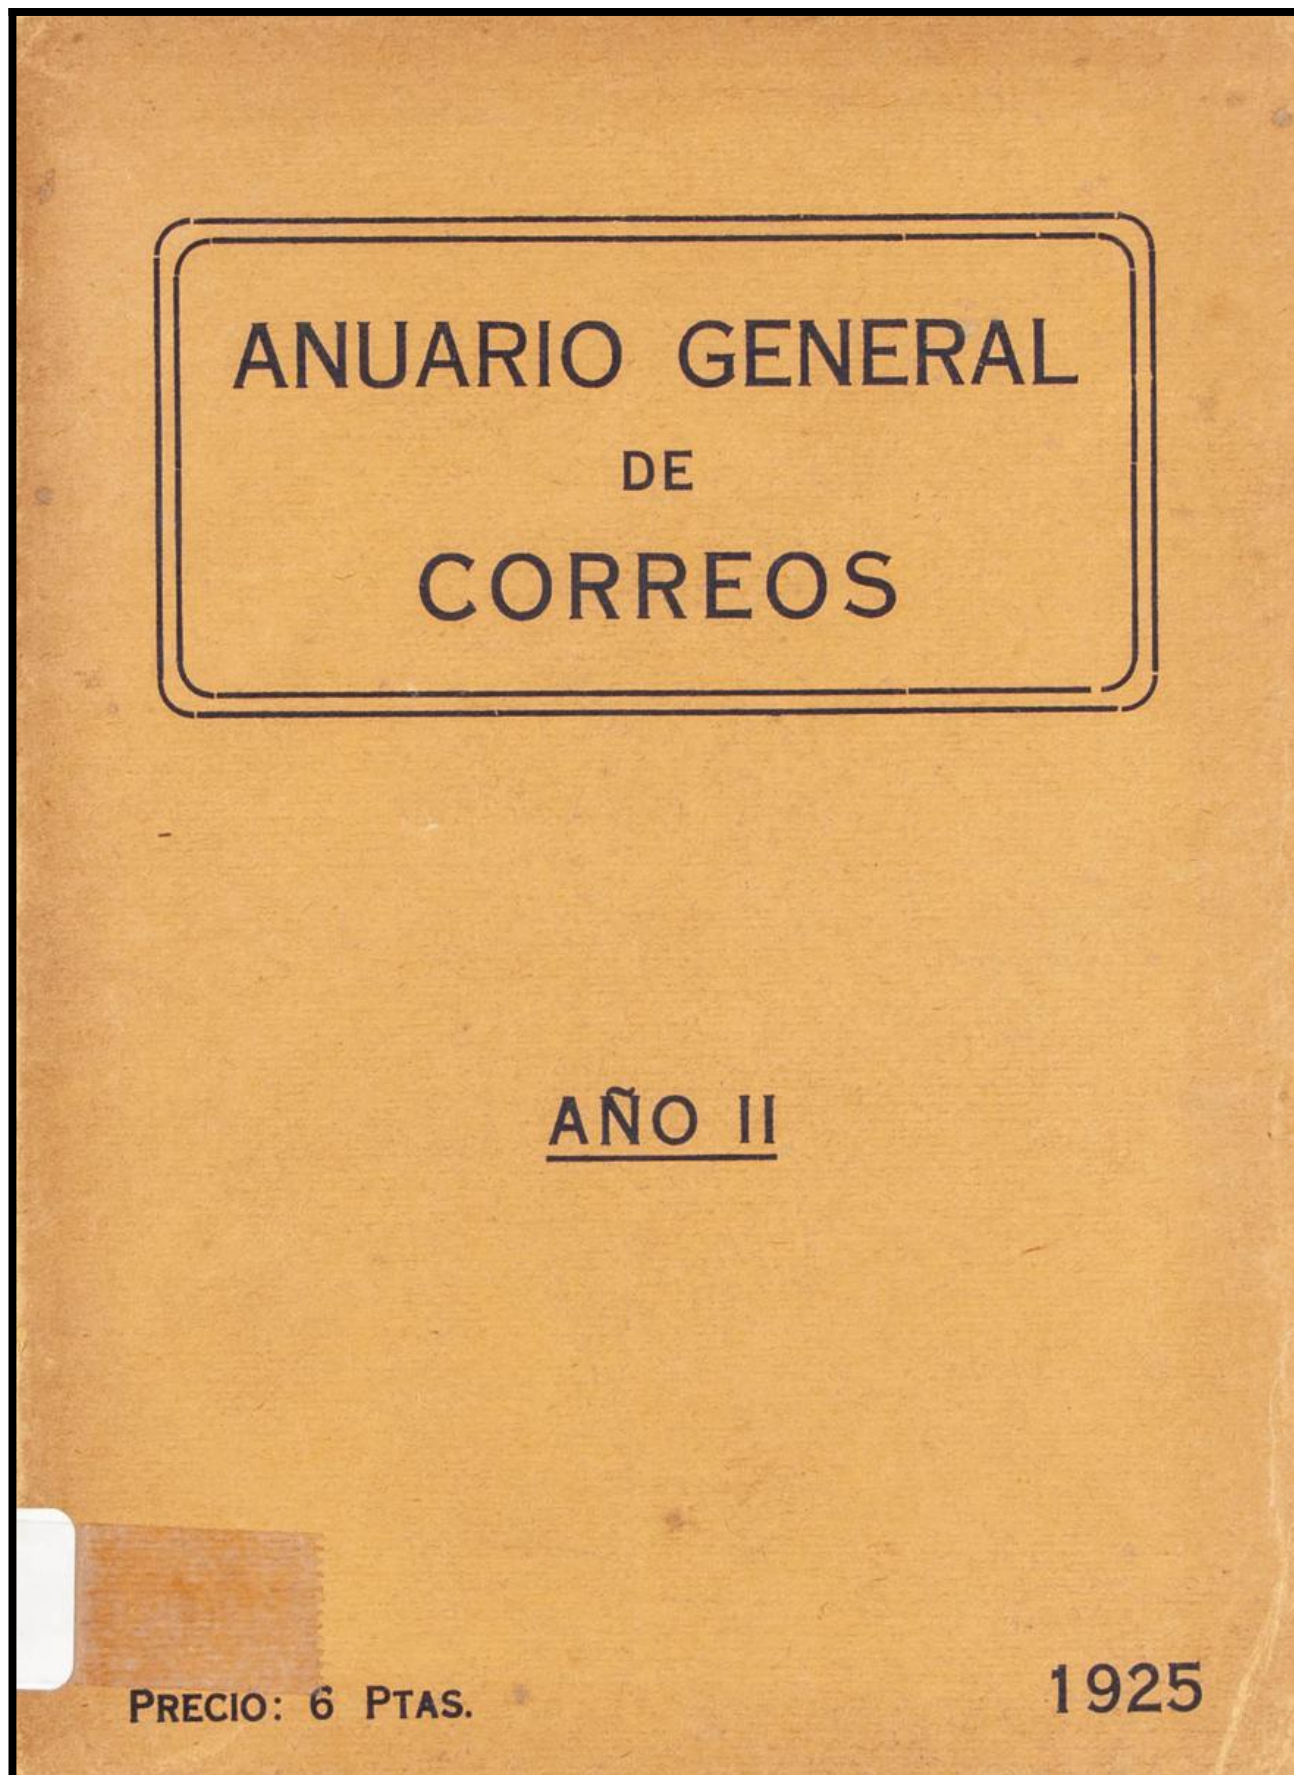 ANUARIO GENERAL
DE
CORREOS
AÑO II
PRECIO: 6 PTAS.
1925